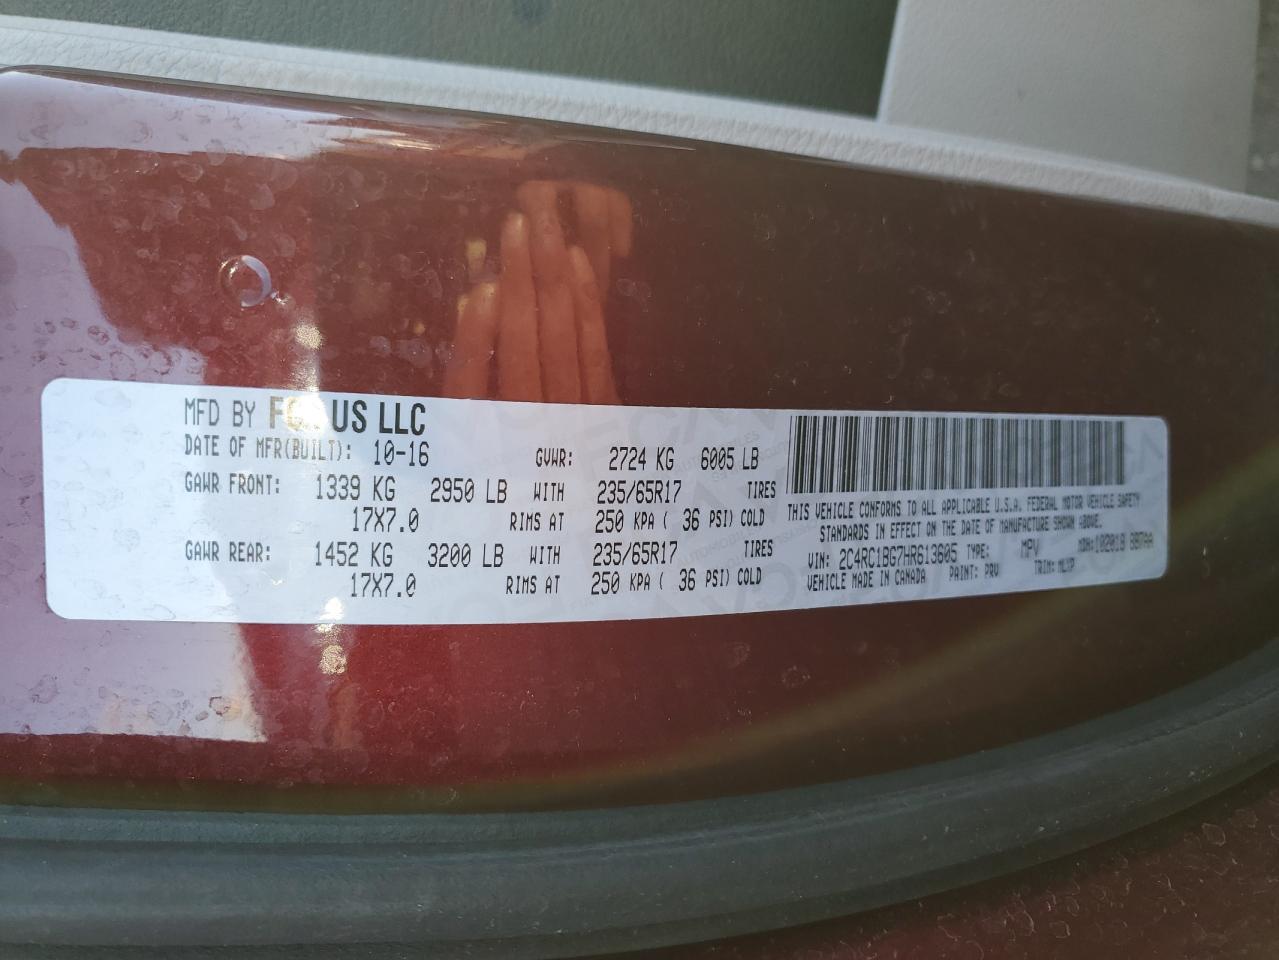 MFD BY FCA US LLC
DATE OF MFR(BUILT): 10-16 GVWR: 2724 KG 6005 LB
GAWR FRONT: 1339 KG 2950 LB WITH 235/65R17 TIRES
17X7.0 RIMS AT 250 KPA ( 36 PSI) COLD
GAWR REAR: 1452 KG 3200 LB WITH 235/65R17 TIRES
17X7.0 RIMS AT 250 KPA ( 36 PSI) COLD
THIS VEHICLE CONFORMS TO ALL APPLICABLE U.S.A. FEDERAL MOTOR VEHICLE SAFETY
STANDARDS IN EFFECT ON THE DATE OF MANUFACTURE SHOWN ABOVE.
VIN: 2C4RC1BG7HR613605 TYPE: MPV MDH:102018
VEHICLE MADE IN CANADA PAINT: PRV TRIM: